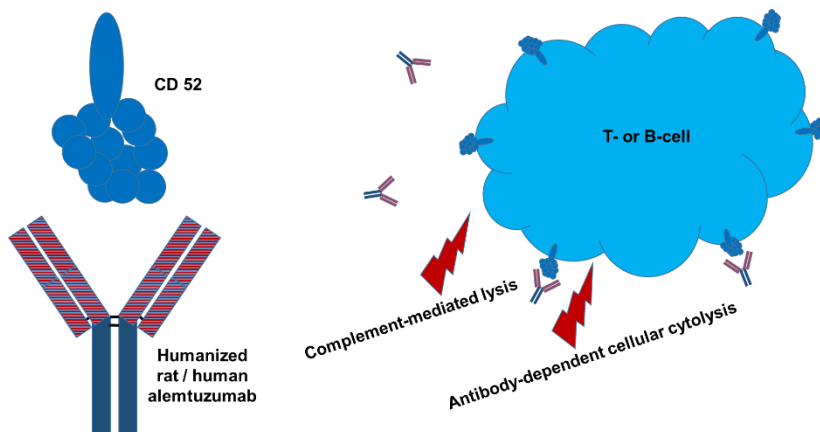 CD 52
T- or B-cell
Complement-mediated lysis
Antibody-dependent cellular cytolysis
Humanized
rat / human
alemtuzumab